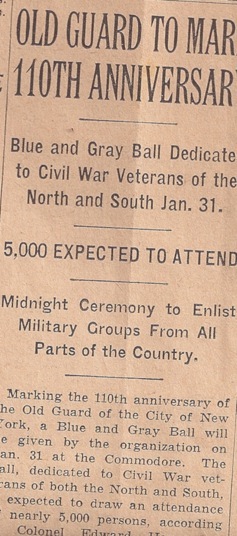 OLD GUARD TO MAR
110TH ANNIVERSAR
Blue and Gray Ball Dedicate
to Civil War Veterans of the
North and South Jan. 31.
5,000 EXPECTED TO ATTEND
Midnight Ceremony to Enlist
Military Groups From All
Parts of the Country.
Marking the 110th anniversary of
he Old Guard of the City of New
York, a Blue and Gray Ball will
e given by the organization on
an. 31 at the Commodore. The
all, dedicated to Civil War vet-
rans of both the North and South,
expected to draw an attendance
nearly 5,000 persons, according
Colonel Edward